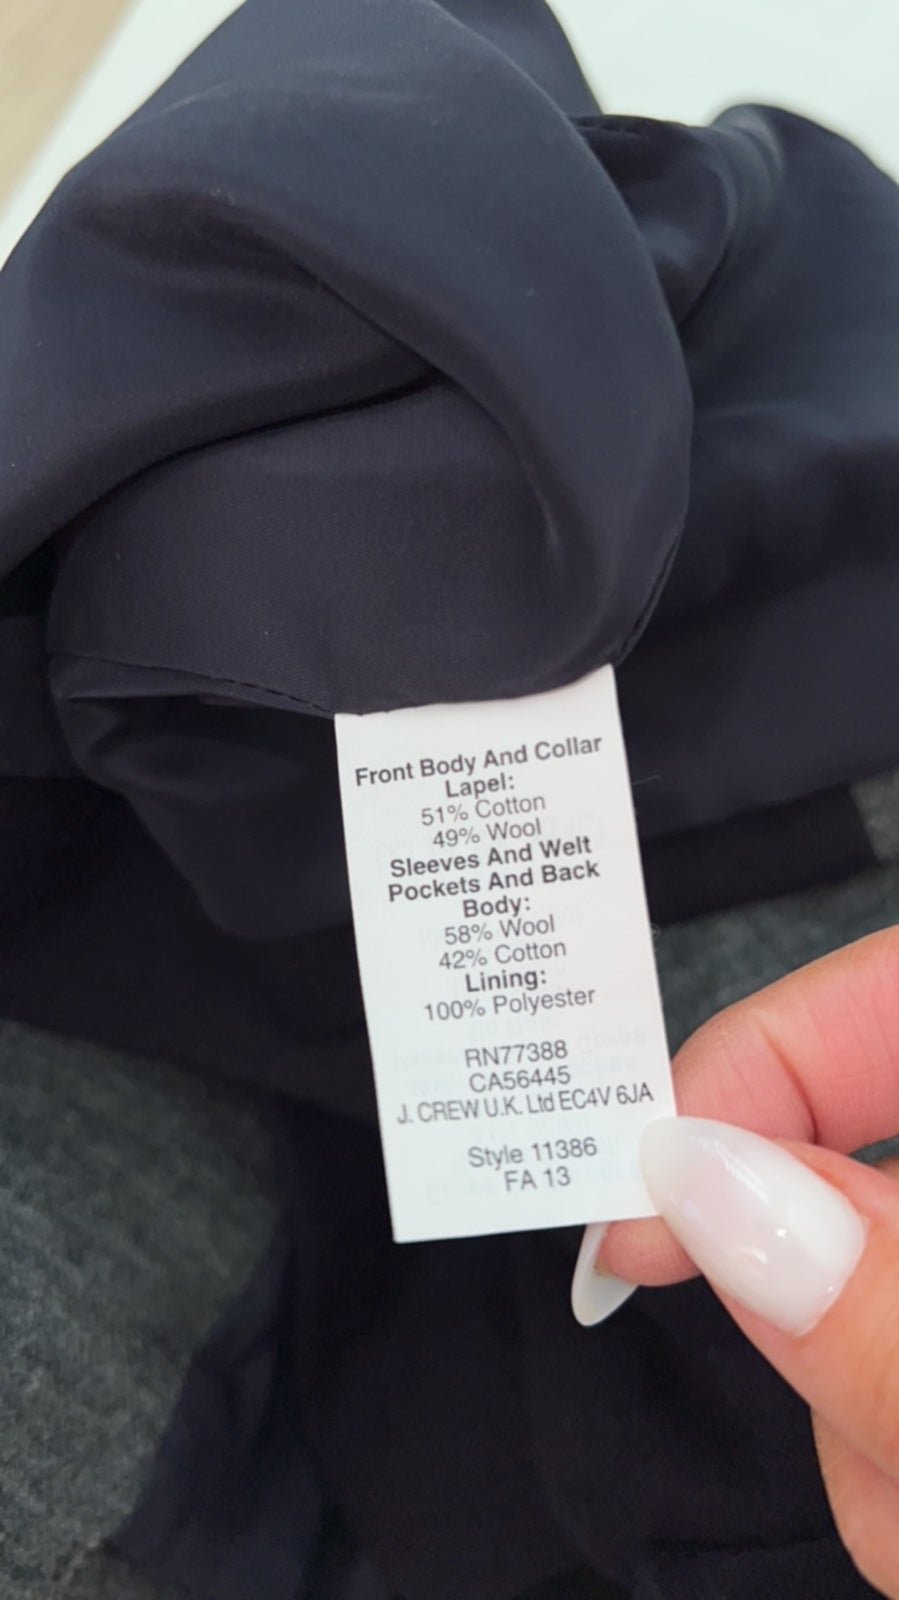 Front Body And Collar
Lapel:
51% Cotton
49% Wool
Sleeves And Welt
Pockets And Back
Body:
58% Wool
42% Cotton
Lining:
100% Polyester
RN77388
CA56445
J. CREW U.K. Ltd EC4V 6JA
Style 11386
FA 13